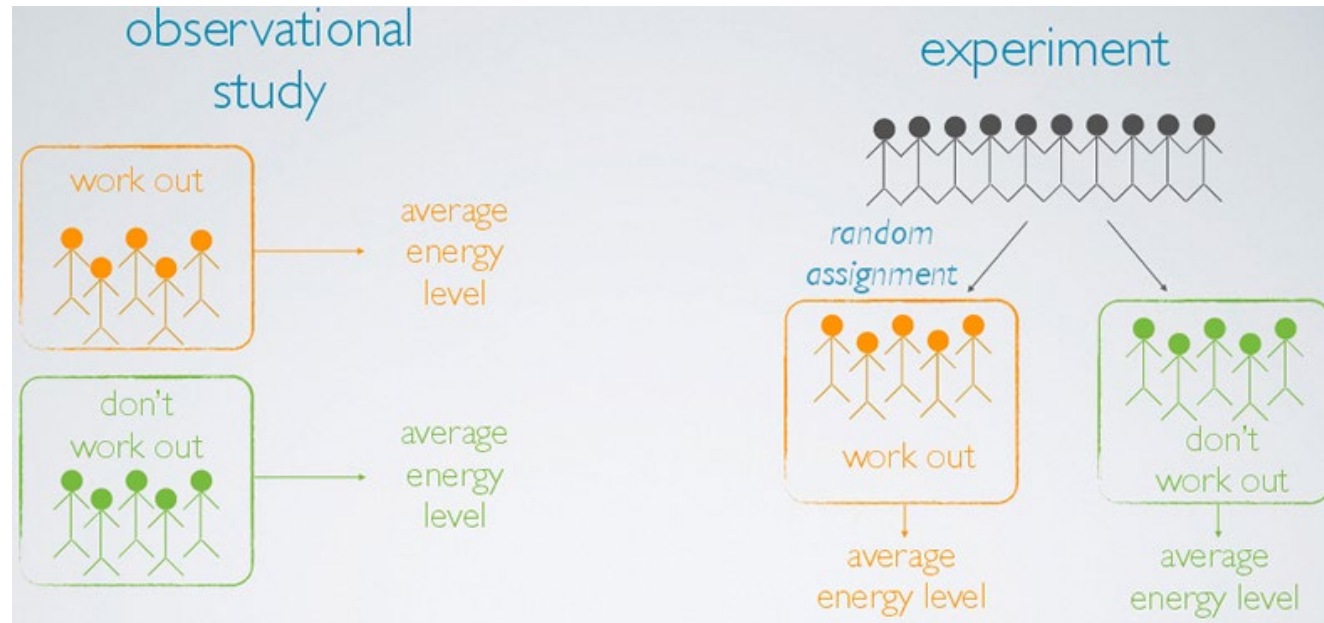 observational
study
work out
average
energy
level
don't
work out
average
energy
level
experiment
random
assignment
work out
don't
work out
average
energy level
average
energy level